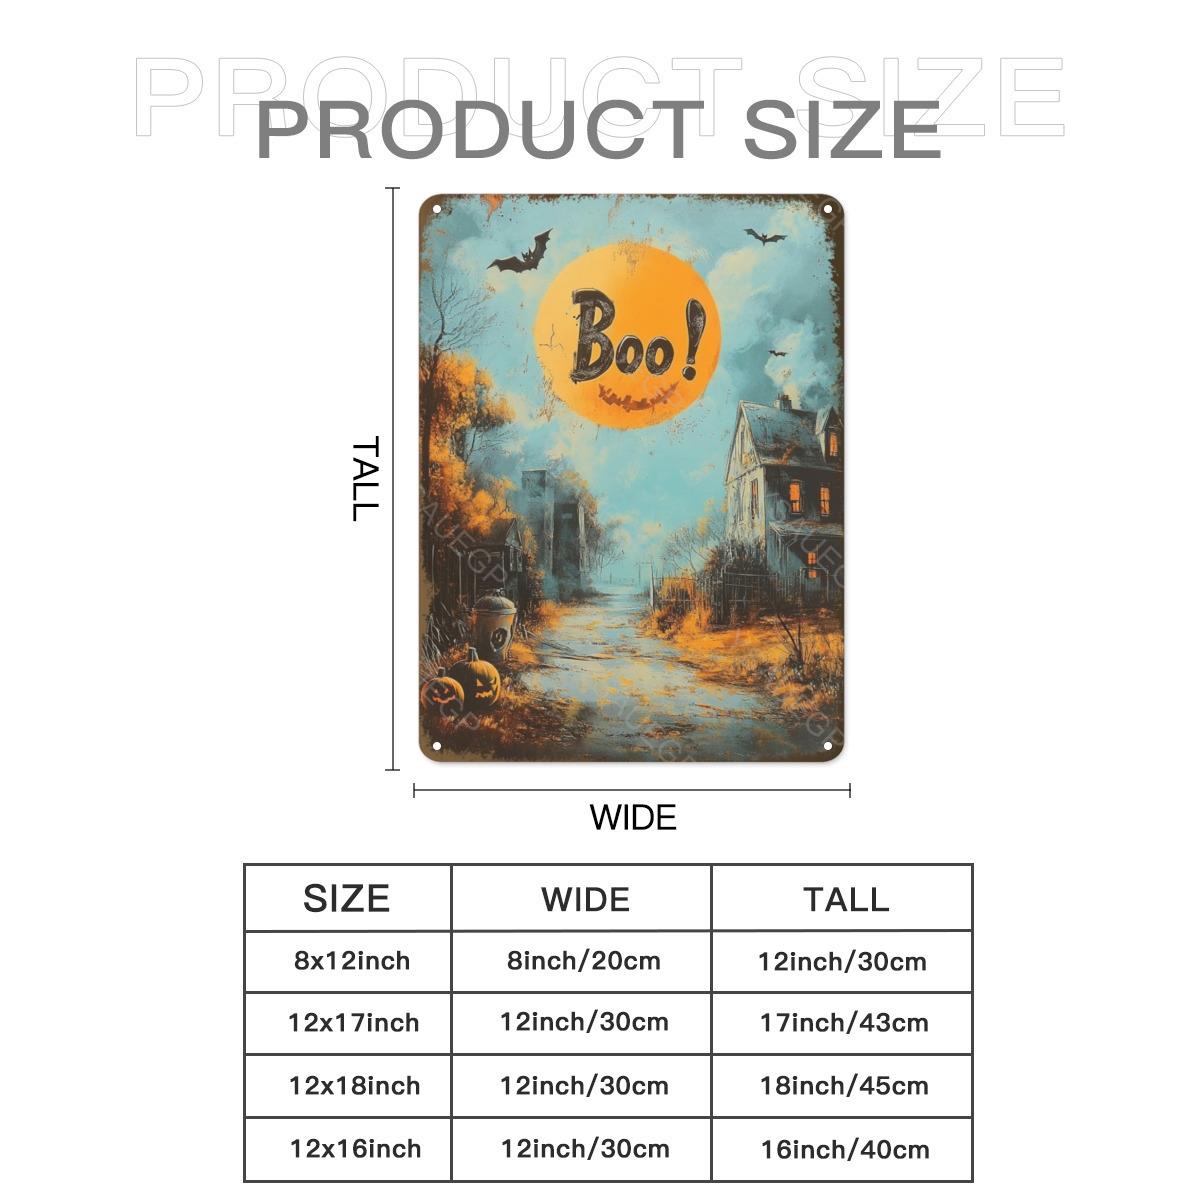 PRODUCT SIZE
PRODUCT SIZE
Boo!
TALL
AUEGP
WIDE
SIZE WIDE TALL
8x12inch 8inch/20cm 12inch/30cm
12x17inch 12inch/30cm 17inch/43cm
12x18inch 12inch/30cm 18inch/45cm
12x16inch 12inch/30cm 16inch/40cm